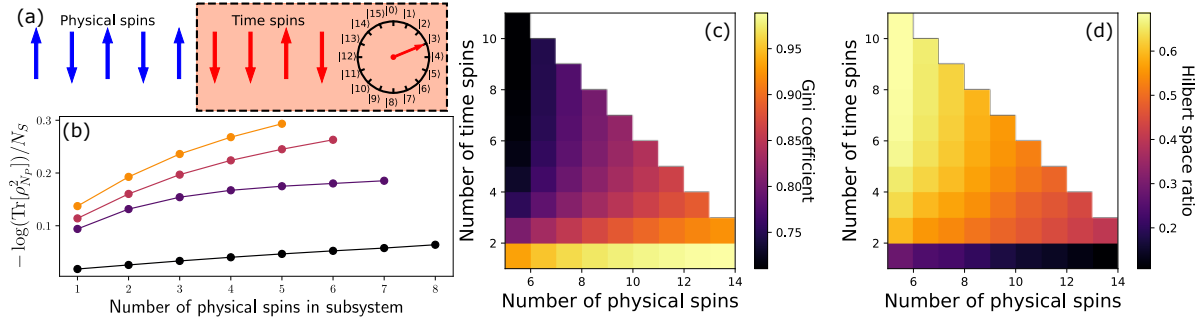 (a)
Physical spins
Time spins
|0⟩
|1⟩
|2⟩
|3⟩
|4⟩
|5⟩
|6⟩
|7⟩
|8⟩
|9⟩
|10⟩
|11⟩
|12⟩
|13⟩
|14⟩
|15⟩
(b)
− log(Tr[ρ²_{N_P}])/N_S
0.3
0.2
0.1
1 2 3 4 5 6 7 8
Number of physical spins in subsystem
(c)
Number of time spins
10
8
6
4
2
6 8 10 12 14
Number of physical spins
0.95
0.90
0.85
0.80
0.75
Gini coefficient
(d)
Number of time spins
10
8
6
4
2
6 8 10 12 14
Number of physical spins
0.6
0.5
0.4
0.3
0.2
Hilbert space ratio